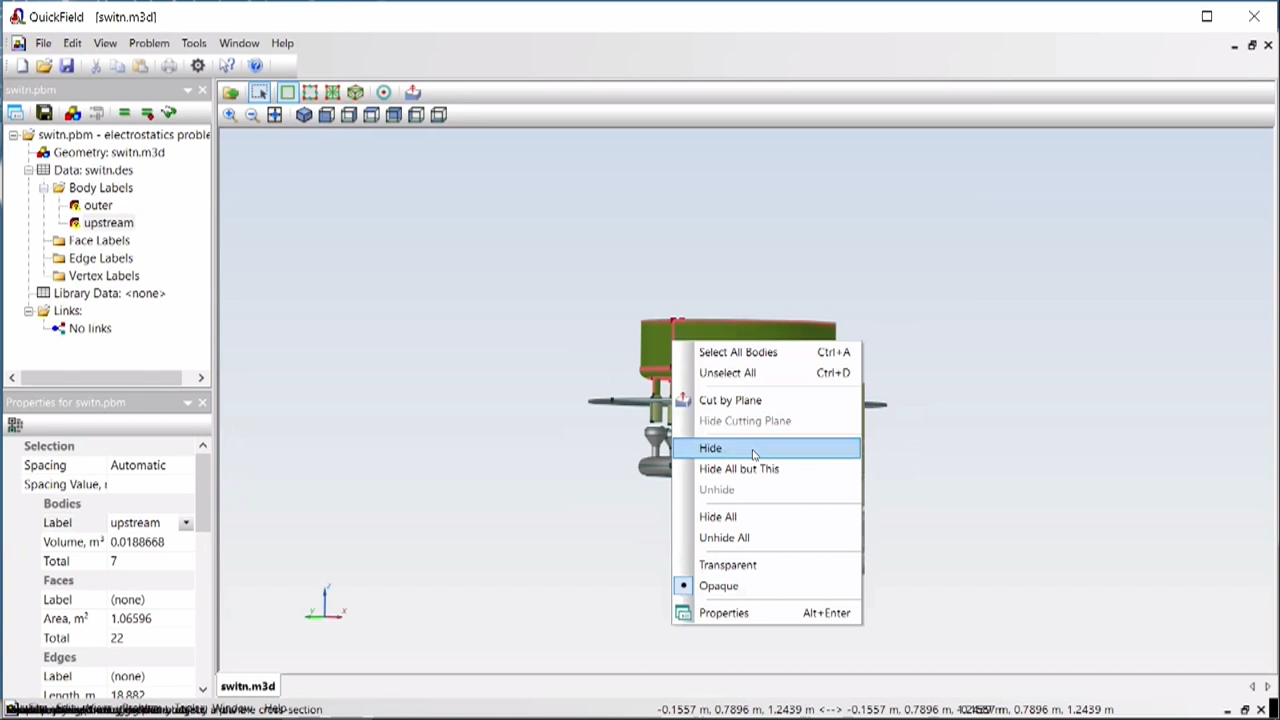 QuickField [switn.m3d]
File Edit View Problem Tools Window Help
switn.pbm
switn.pbm - electrostatics proble
Geometry: switn.m3d
Data: switn.des
Body Labels
outer
upstream
Face Labels
Edge Labels
Vertex Labels
Library Data: <none>
Links:
No links
Properties for switn.pbm
Selection
Spacing Automatic
Spacing Value, r
Bodies
Label upstream
Volume, m³ 0.0188668
Total 7
Faces
Label (none)
Area, m² 1.06596
Total 22
Edges
Label (none)
Length, m 18.882
Select All Bodies Ctrl+A
Unselect All Ctrl+D
Cut by Plane
Hide Cutting Plane
Hide
Hide All but This
Unhide
Hide All
Unhide All
Transparent
Opaque
Properties Alt+Enter
z
y x
switn.m3d
Window Help cross-section
-0.1557 m, 0.7896 m, 1.2439 m <--> -0.1557 m, 0.7896 m,